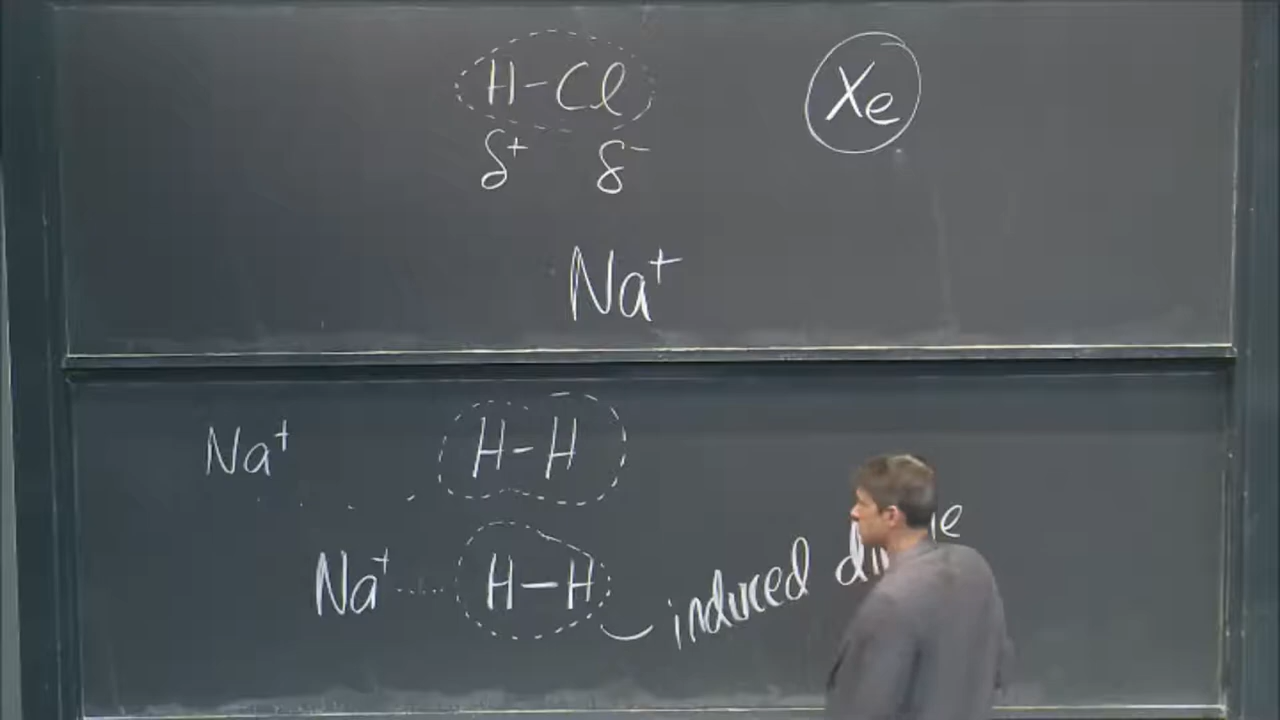 H-Cl Xe
δ+ δ-
Na+
Na+ H-H
Na+ ...... H-H induced